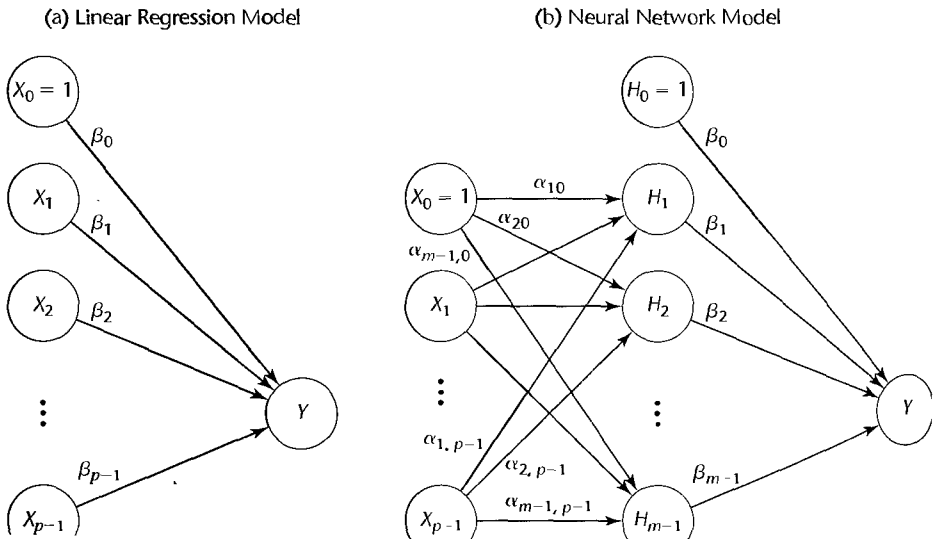 (a) Linear Regression Model
X₀ = 1
β₀
X₁
β₁
X₂
β₂
⋮
Y
βₚ₋₁
Xₚ₋₁
(b) Neural Network Model
H₀ = 1
β₀
X₀ = 1
α₁₀
H₁
α₂₀
β₁
αₘ₋₁,₀
X₁
H₂
β₂
⋮
⋮
Y
α₁, ₚ₋₁
α₂, ₚ₋₁
βₘ₋₁
αₘ₋₁, ₚ₋₁
Xₚ₋₁
Hₘ₋₁